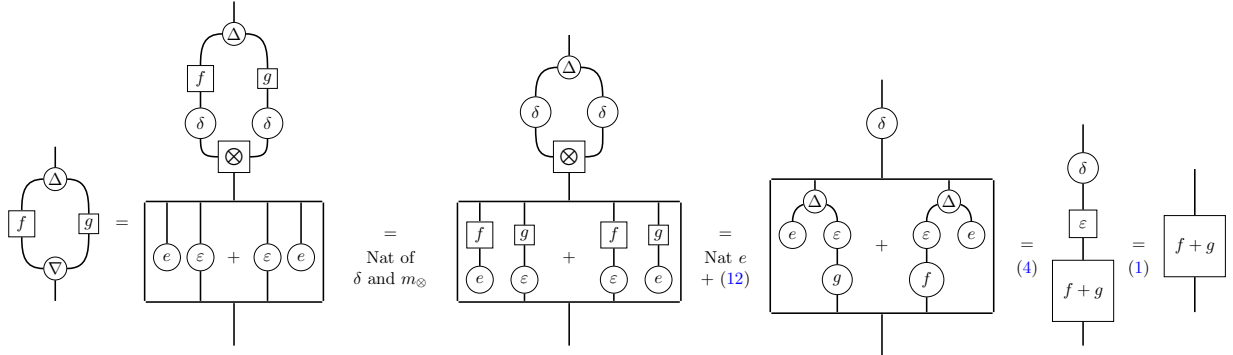 Δ
f g
∇
=
Δ
f g
δ δ
⊗
e ε + ε e
=
Nat of
δ and m⊗
Δ
δ δ
⊗
f g f g
+
e ε ε e
=
Nat e
+ (12)
δ
Δ Δ
e ε + ε e
g f
=
(4)
δ
ε
f + g
=
(1)
f + g